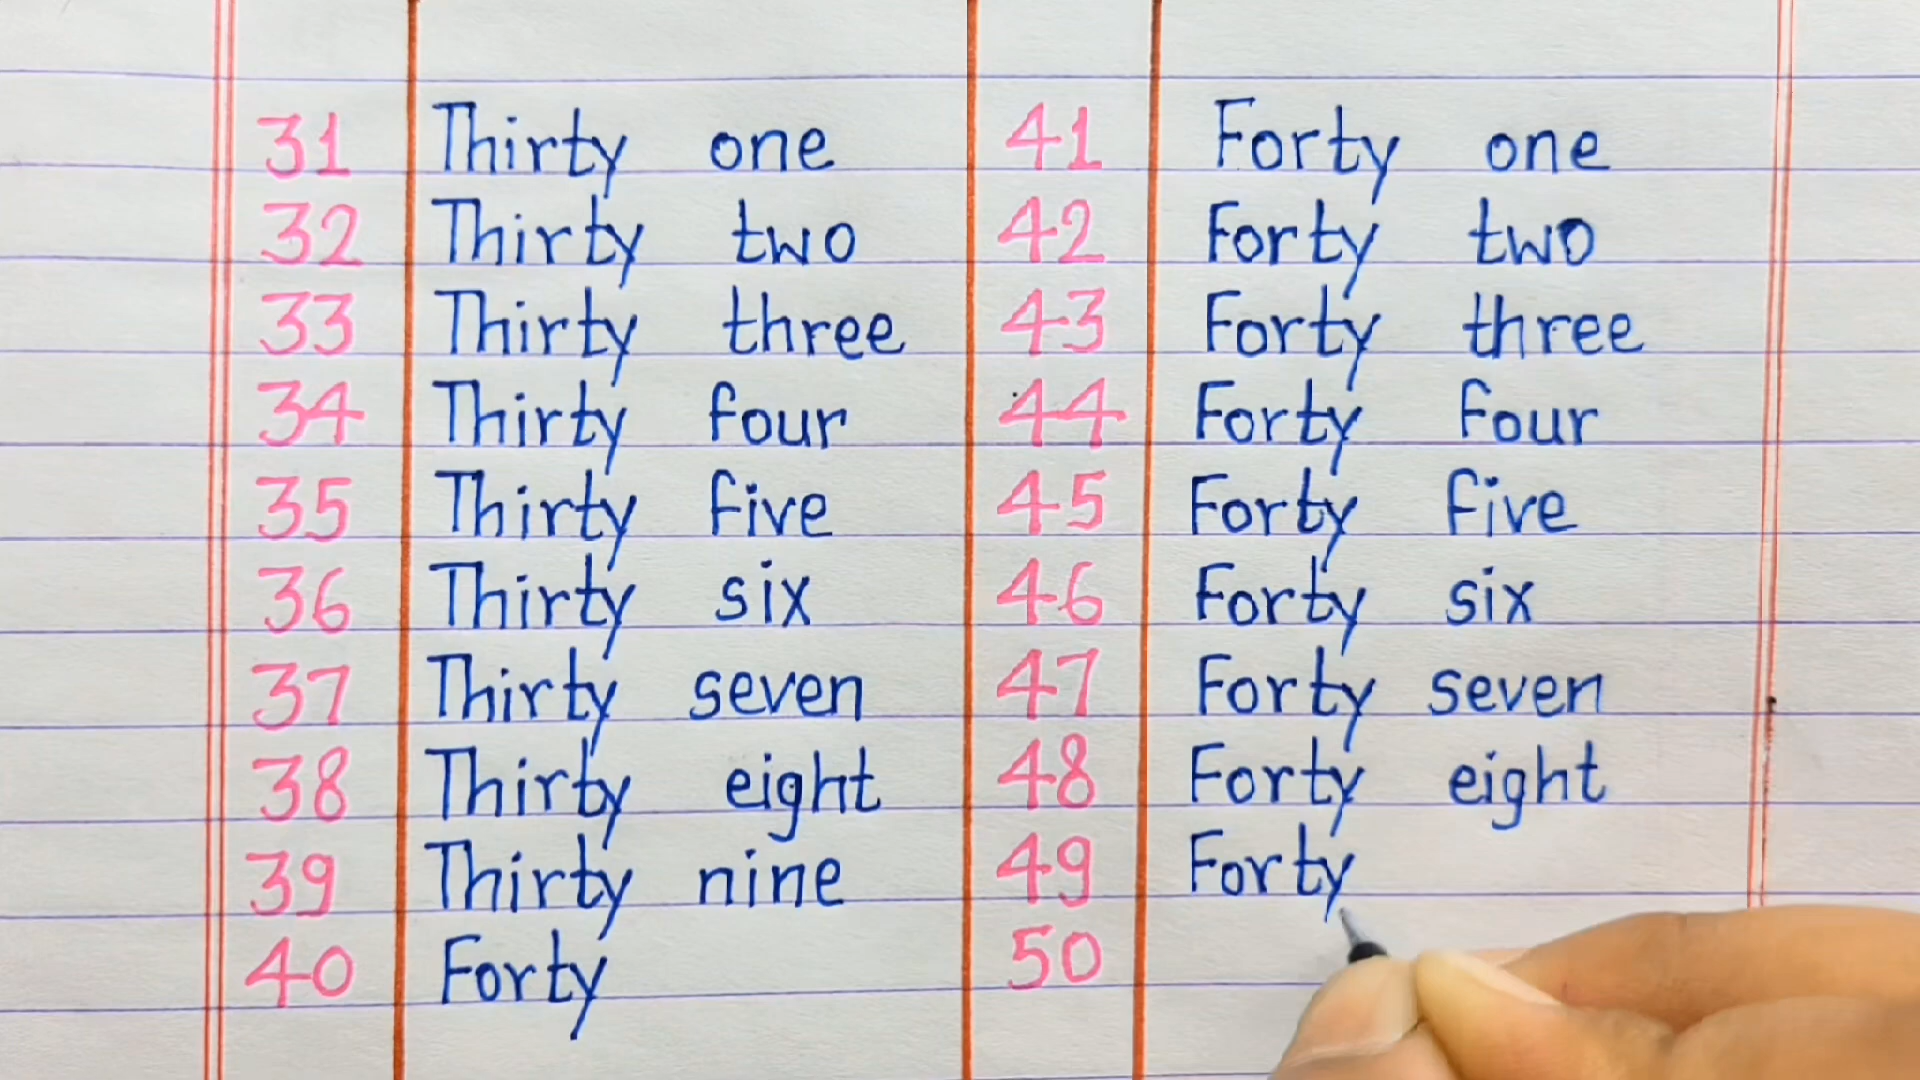 31 Thirty one 41 Forty one
32 Thirty two 42 Forty two
33 Thirty three 43 Forty three
34 Thirty four 44 Forty four
35 Thirty five 45 Forty five
36 Thirty six 46 Forty six
37 Thirty seven 47 Forty seven
38 Thirty eight 48 Forty eight
39 Thirty nine 49 Forty
40 Forty 50